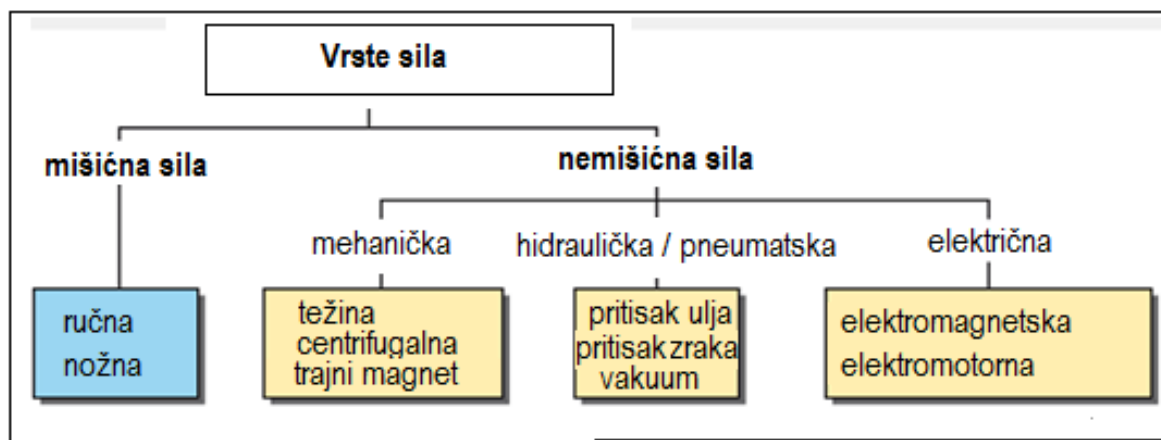 Vrste sila
mišićna sila
nemišićna sila
mehanička
hidraulička / pneumatska
električna
ručna
nožna
težina
centrifugalna
trajni magnet
pritisak ulja
pritisak zraka
vakuum
elektromagnetska
elektromotorna